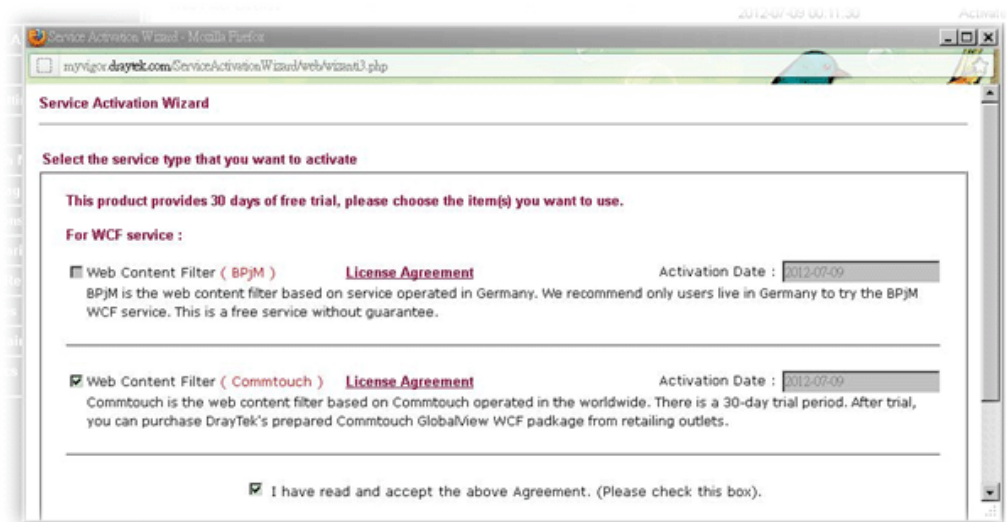 2012-07-09 00:11:30 Activat
Service Activation Wizard - Mozilla Firefox
myvigor.draytek.com/ServiceActivationWizard/web/wizanti3.php
Service Activation Wizard
Select the service type that you want to activate
This product provides 30 days of free trial, please choose the item(s) you want to use.
For WCF service :
Web Content Filter ( BPjM ) License Agreement Activation Date : 2012-07-09
BPjM is the web content filter based on service operated in Germany. We recommend only users live in Germany to try the BPjM
WCF service. This is a free service without guarantee.
Web Content Filter ( Commtouch ) License Agreement Activation Date : 2012-07-09
Commtouch is the web content filter based on Commtouch operated in the worldwide. There is a 30-day trial period. After trial,
you can purchase DrayTek's prepared Commtouch GlobalView WCF padkage from retailing outlets.
I have read and accept the above Agreement. (Please check this box).